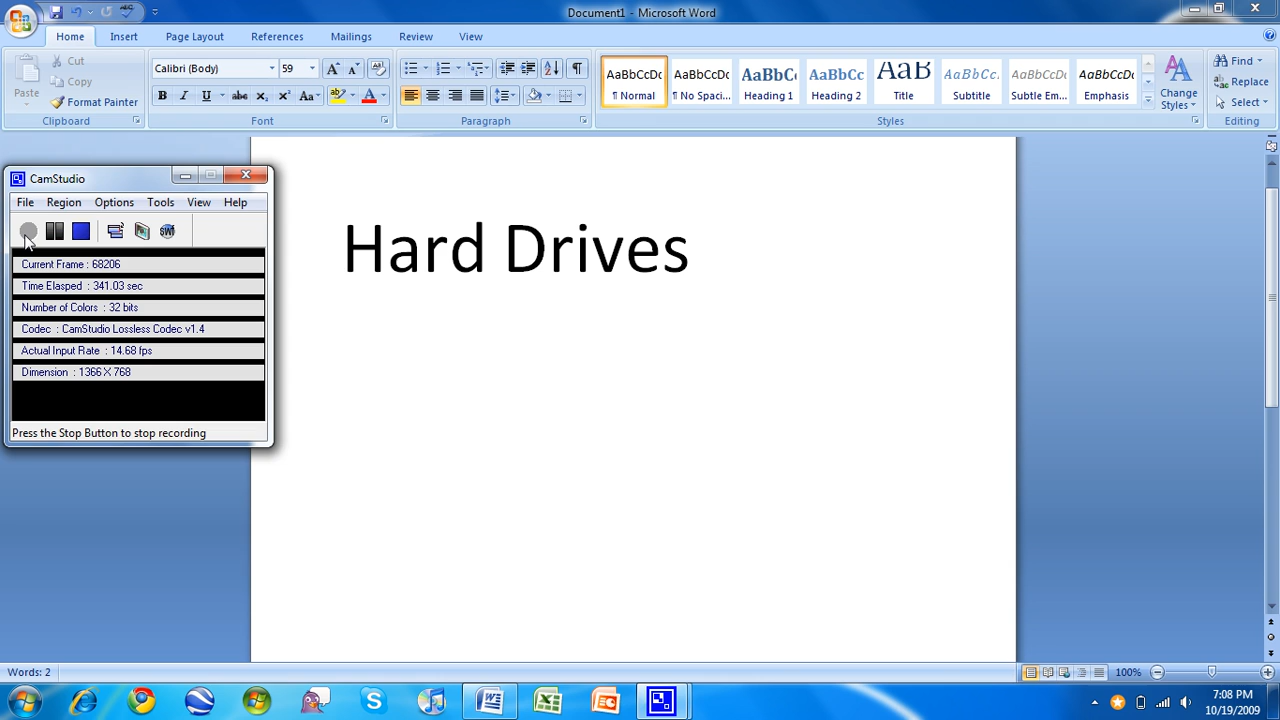 Document1 - Microsoft Word
Home Insert Page Layout References Mailings Review View
Paste
Cut
Copy
Format Painter
Clipboard
Calibri (Body) 59
Font
Paragraph
AaBbCcDc AaBbCcDc AaBbCc AaBbCc AaB AaBbCc. AaBbCcDc AaBbCcDc
¶ Normal ¶ No Spaci... Heading 1 Heading 2 Title Subtitle Subtle Em... Emphasis
Change
Styles
Styles
Find
Replace
Select
Editing
CamStudio
File Region Options Tools View Help
Current Frame : 68206
Time Elasped : 341.03 sec
Number of Colors : 32 bits
Codec : CamStudio Lossless Codec v1.4
Actual Input Rate : 14.68 fps
Dimension : 1366 X 768
Press the Stop Button to stop recording
Hard Drives
Words: 2
100%
7:08 PM
10/19/2009